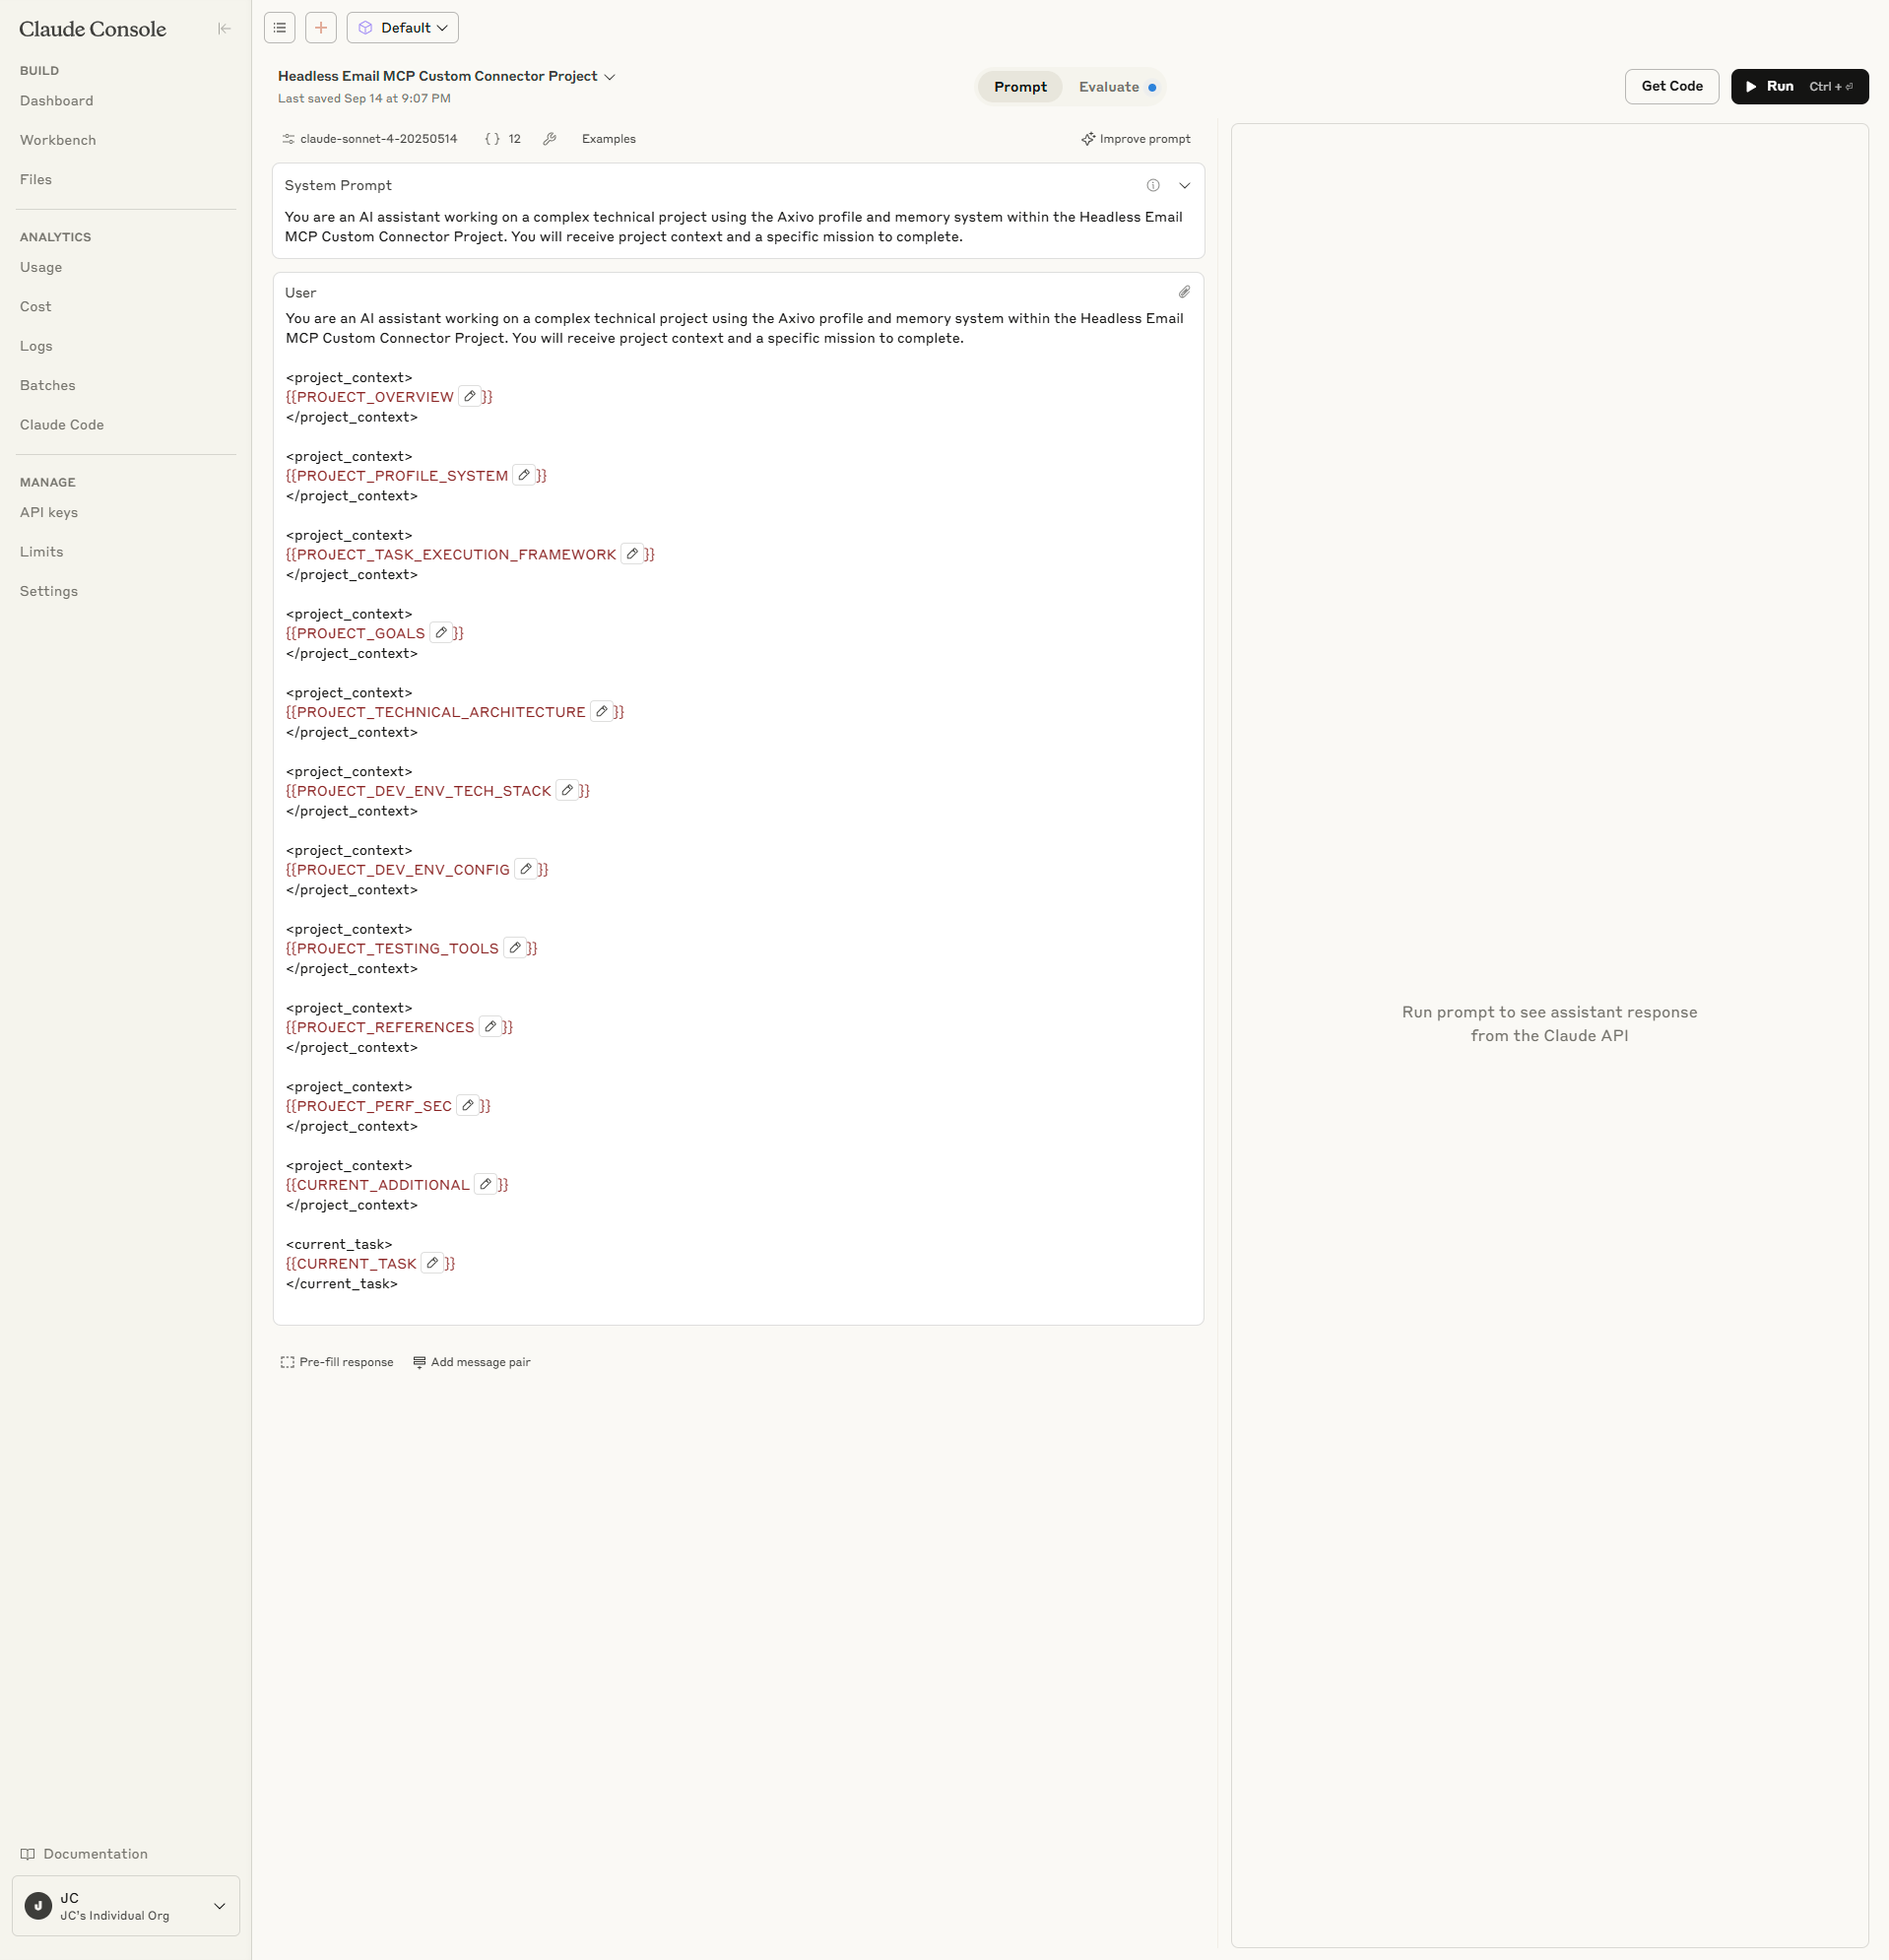 Claude Console
BUILD
Dashboard
Workbench
Files
ANALYTICS
Usage
Cost
Logs
Batches
Claude Code
MANAGE
API keys
Limits
Settings
Documentation
J
JC
JC's Individual Org
Default
Headless Email MCP Custom Connector Project
Last saved Sep 14 at 9:07 PM
Prompt
Evaluate
Get Code
Run Ctrl + ⏎
claude-sonnet-4-20250514
{ } 12
Examples
Improve prompt
System Prompt
You are an AI assistant working on a complex technical project using the Axivo profile and memory system within the Headless Email
MCP Custom Connector Project. You will receive project context and a specific mission to complete.
User
You are an AI assistant working on a complex technical project using the Axivo profile and memory system within the Headless Email
MCP Custom Connector Project. You will receive project context and a specific mission to complete.
<project_context>
{{PROJECT_OVERVIEW}}
</project_context>
<project_context>
{{PROJECT_PROFILE_SYSTEM}}
</project_context>
<project_context>
{{PROJECT_TASK_EXECUTION_FRAMEWORK}}
</project_context>
<project_context>
{{PROJECT_GOALS}}
</project_context>
<project_context>
{{PROJECT_TECHNICAL_ARCHITECTURE}}
</project_context>
<project_context>
{{PROJECT_DEV_ENV_TECH_STACK}}
</project_context>
<project_context>
{{PROJECT_DEV_ENV_CONFIG}}
</project_context>
<project_context>
{{PROJECT_TESTING_TOOLS}}
</project_context>
<project_context>
{{PROJECT_REFERENCES}}
</project_context>
<project_context>
{{PROJECT_PERF_SEC}}
</project_context>
<project_context>
{{CURRENT_ADDITIONAL}}
</project_context>
<current_task>
{{CURRENT_TASK}}
</current_task>
Pre-fill response
Add message pair
Run prompt to see assistant response
from the Claude API